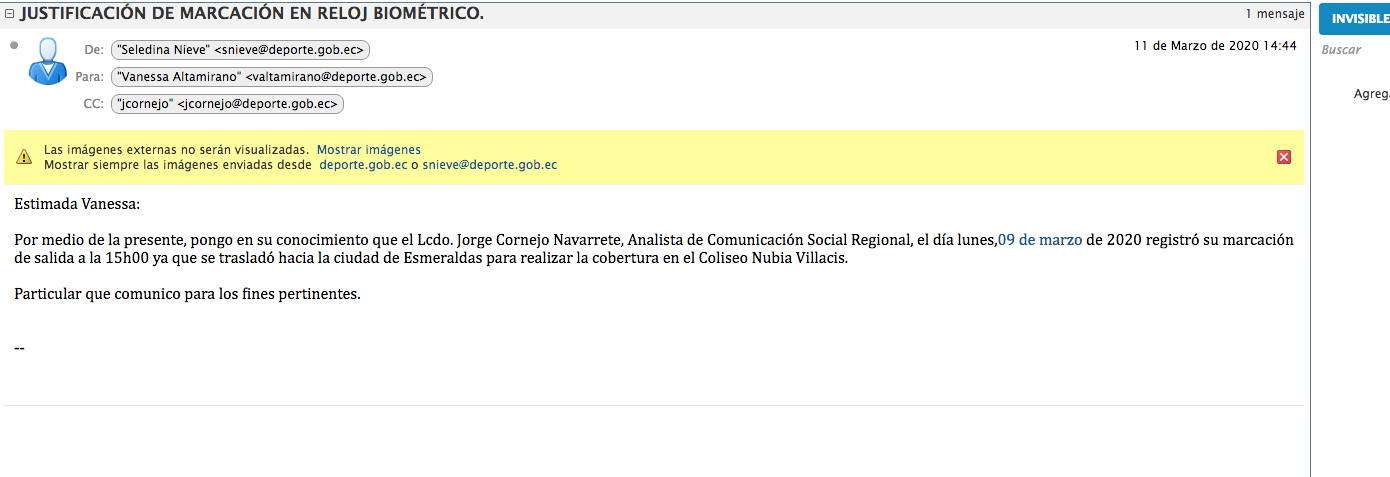 JUSTIFICACIÓN DE MARCACIÓN EN RELOJ BIOMÉTRICO.
1 mensaje
De: "Seledina Nieve" <snieve@deporte.gob.ec>
11 de Marzo de 2020 14:44
Para: "Vanessa Altamirano" <valtamirano@deporte.gob.ec>
CC: "jcornejo" <jcornejo@deporte.gob.ec>
Las imágenes externas no serán visualizadas. Mostrar imágenes
Mostrar siempre las imágenes enviadas desde deporte.gob.ec o snieve@deporte.gob.ec
Estimada Vanessa:
Por medio de la presente, pongo en su conocimiento que el Lcdo. Jorge Cornejo Navarrete, Analista de Comunicación Social Regional, el día lunes,09 de marzo de 2020 registró su marcación
de salida a la 15h00 ya que se trasladó hacia la ciudad de Esmeraldas para realizar la cobertura en el Coliseo Nubia Villacis.
Particular que comunico para los fines pertinentes.
--
INVISIBLE
Buscar
Agreg